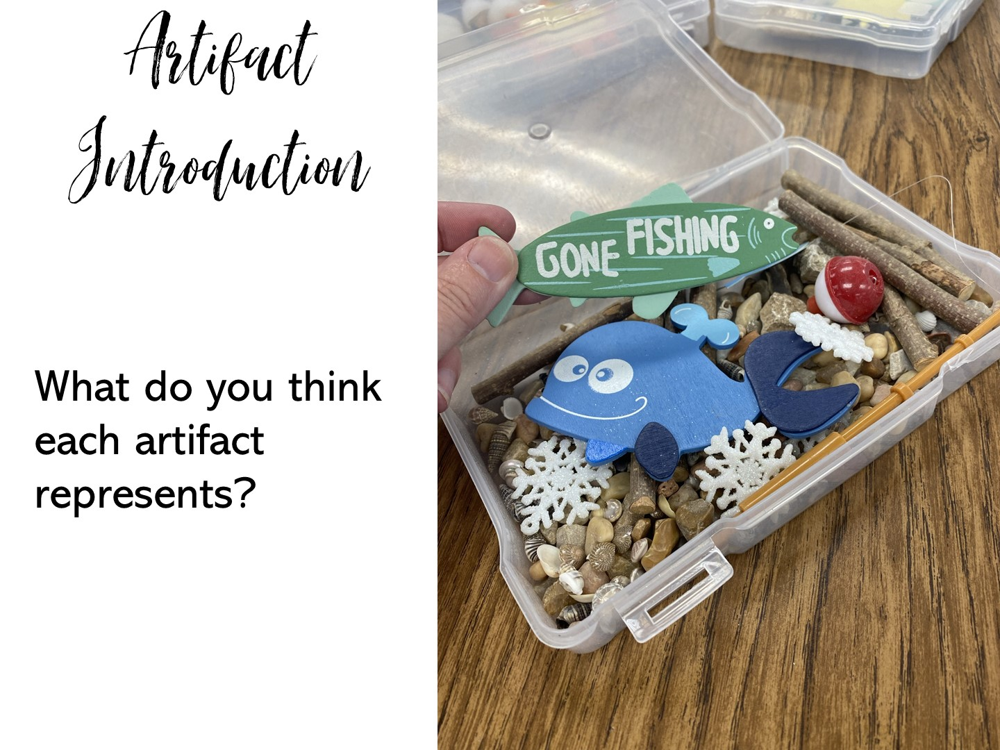 Artifact
Introduction
What do you think
each artifact
represents?
GONE FISHING